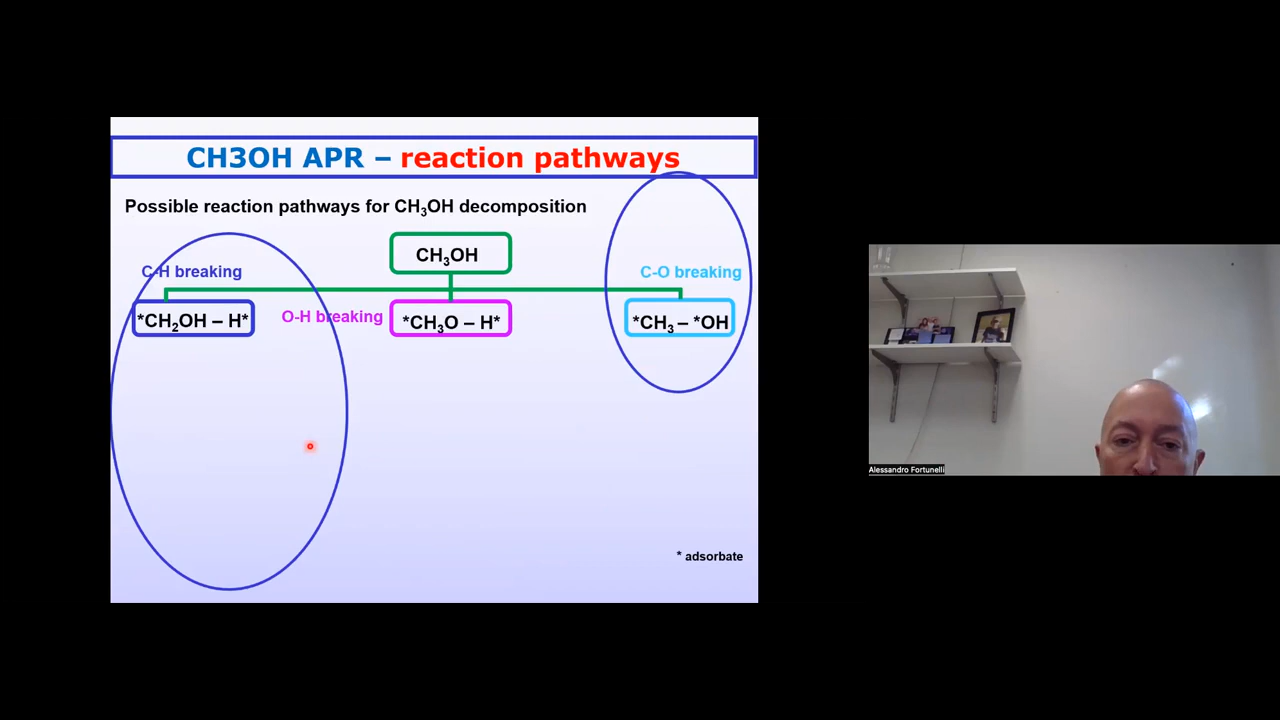 CH3OH APR – reaction pathways
Possible reaction pathways for CH₃OH decomposition
CH₃OH
C-H breaking
C-O breaking
*CH₂OH – H*
O-H breaking
*CH₃O – H*
*CH₃ – *OH
* adsorbate
Alessandro Fortunelli